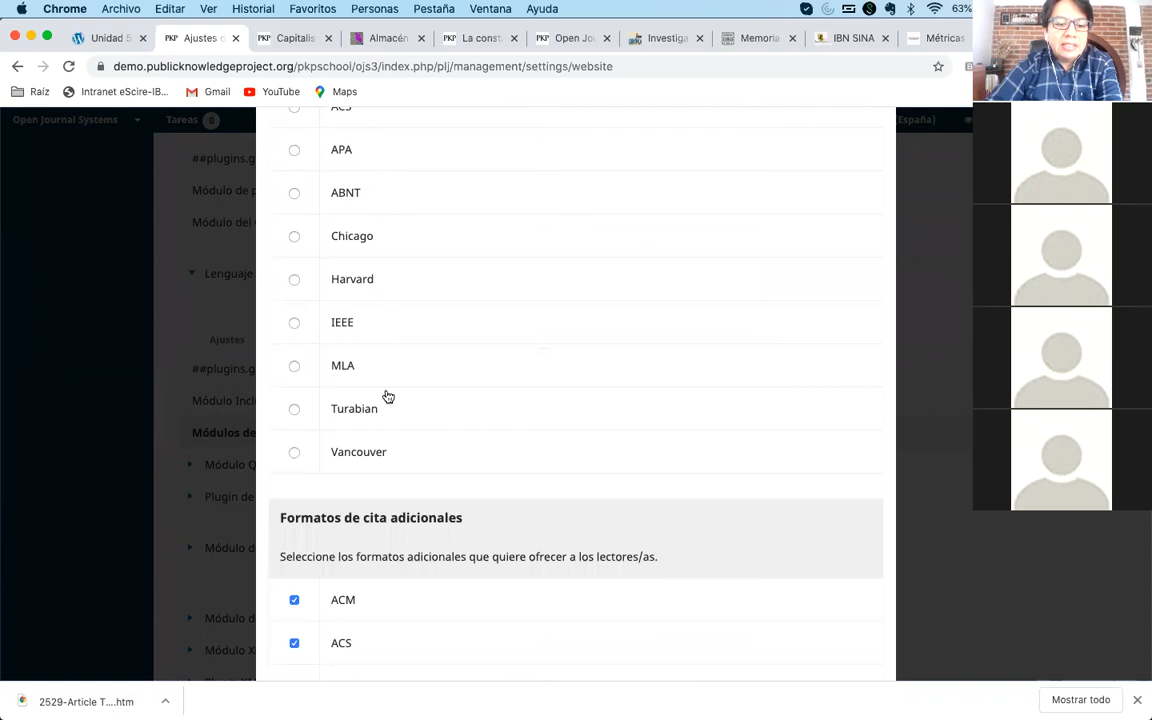 Chrome Archivo Editar Ver Historial Favoritos Personas Pestaña Ventana Ayuda 63%
Unidad Ajustes Capitalis Alma La const. Open Jo Investiga Memoria IBN SINA Métricas
demo.publicknowledgeproject.org/pkpschool/ojs3/index.php/plj/management/settings/website
Raíz Intranet eScire-IB... Gmail YouTube Maps
Open Journal Systems Tareas 0 (España)
ACS
##plugins.g
APA
Módulo de p
ABNT
Módulo del
Chicago
Lenguaje
Harvard
IEEE
Ajustes
##plugins.g
MLA
Módulo Incl
Turabian
Módulos de
Vancouver
Módulo Q
Plugin de
Formatos de cita adicionales
Módulo d
Seleccione los formatos adicionales que quiere ofrecer a los lectores/as.
ACM
Módulo d
ACS
Módulo X
2529-Article T....htm Mostrar todo